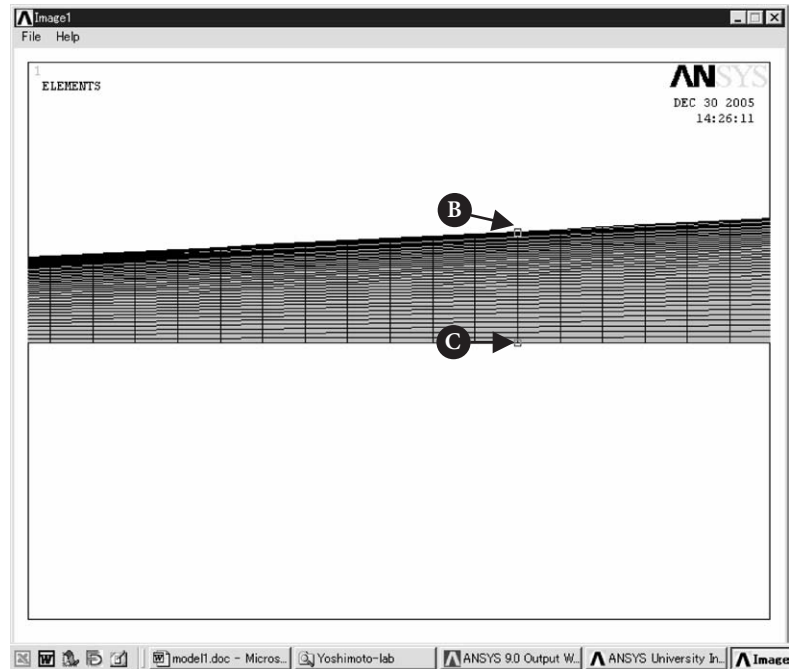 Image1
File Help
1
ELEMENTS
ANSYS
DEC 30 2005
14:26:11
B
C
model1.doc - Micros...
Yoshimoto-lab
ANSYS 9.0 Output W...
ANSYS University In...
Image